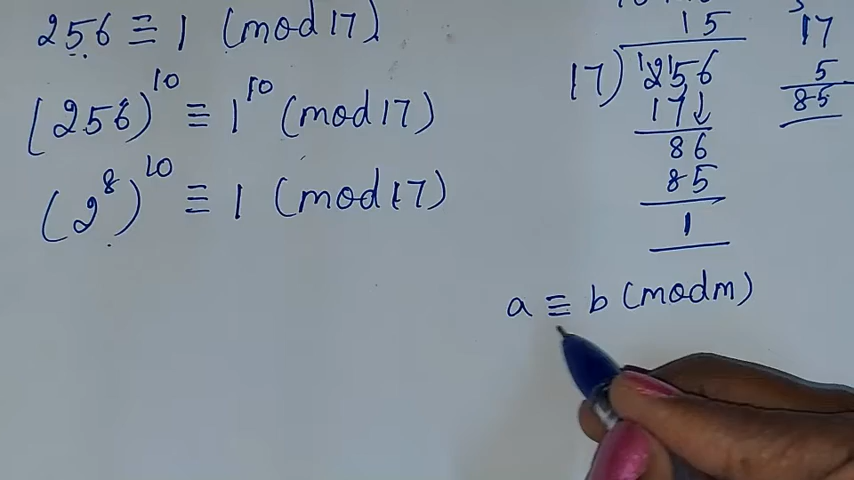 256 ≡ 1 (mod 17)
(256)^10 ≡ 1^10 (mod 17)
(2^8)^10 ≡ 1 (mod 17)
15
17) 256
17↓
86
85
1
17
5
85
a ≡ b (mod m)